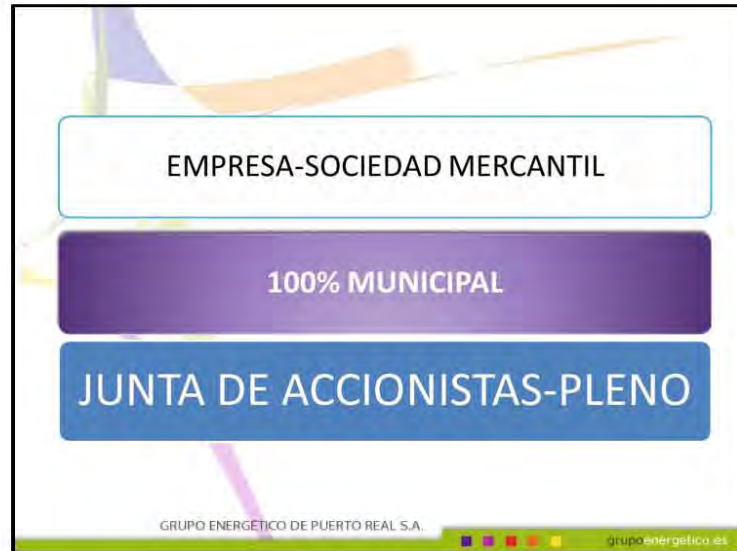 EMPRESA-SOCIEDAD MERCANTIL
100% MUNICIPAL
JUNTA DE ACCIONISTAS-PLENO
GRUPO ENERGÉTICO DE PUERTO REAL S.A.
grupoenergetico.es